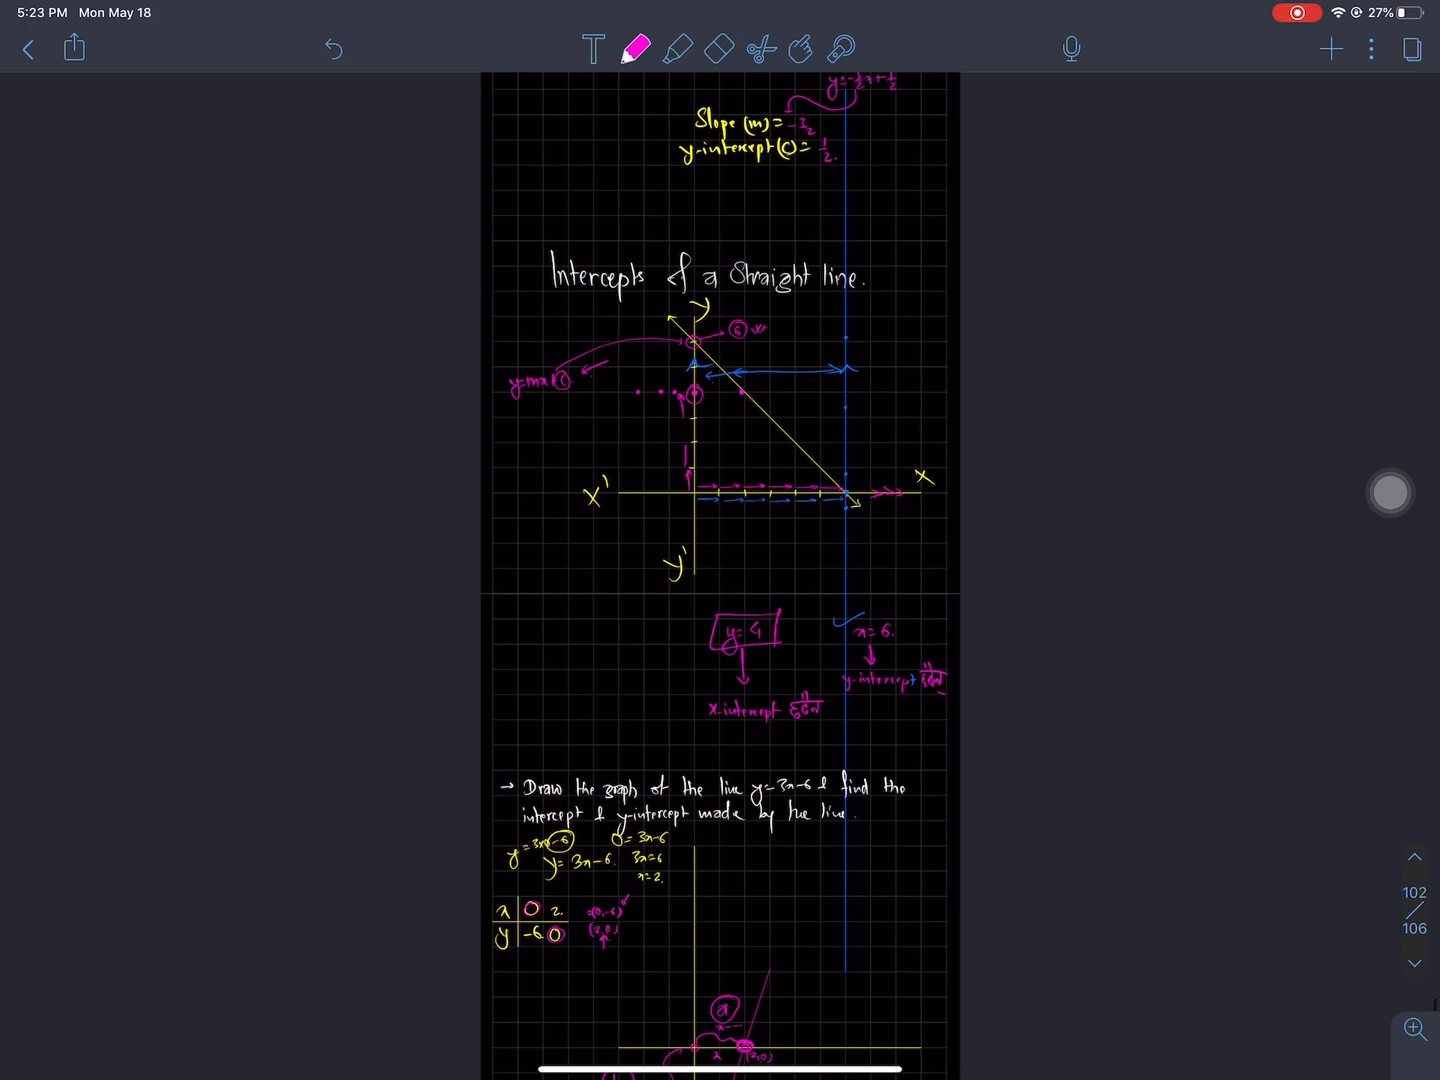 5:23 PM Mon May 18
27%
Slope (m) = -3/2
y-intercept (C) = 1/2.
Intercepts of a Straight line.
y
6
y=mx+C
X' X
y'
y=4 x=6.
y-intercept
x-intercept
→ Draw the graph of the line y=3x-6 & find the
intercept & y-intercept made by the line.
0=3x-6
y=3x-6. 3x=6
x=2.
x 0 2. (0,-6)
y -6 0 (2,0)
a
2 (2,0)
102
106